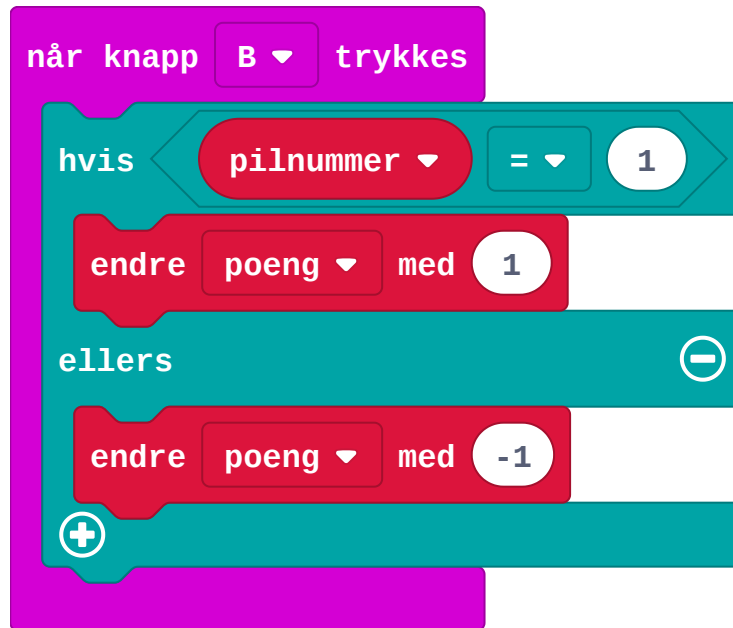 når knapp B trykkes
hvis pilnummer = 1
endre poeng med 1
ellers
endre poeng med -1